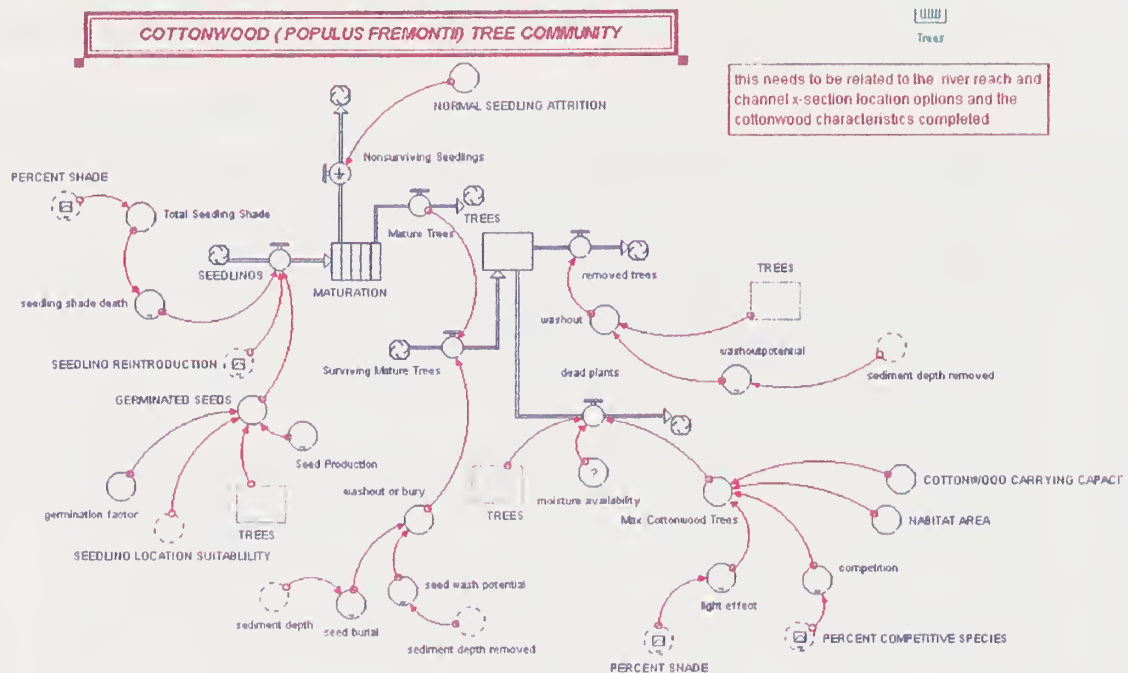 COTTONWOOD ( POPULUS FREMONTII) TREE COMMUNITY
Trees
this needs to be related to the river reach and
channel x-section location options and the
cottonwood characteristics completed
NORMAL SEEDLING ATTRITION
Nonsurviving Seedlings
PERCENT SHADE
Total Seedling Shade
TREES
Mature Trees
SEEDLINGS
MATURATION
removed trees
TREES
seedling shade death
washout
SEEDLING REINTRODUCTION
Surviving Mature Trees
washoutpotential
dead plants
sediment depth removed
GERMINATED SEEDS
Seed Production
washout or bury
moisture availability
?
TREES
Max Cottonwood Trees
COTTONWOOD CARRYING CAPACI
HABITAT AREA
germination factor
TREES
SEEDLING LOCATION SUITABLILITY
seed wash potential
competition
light effect
sediment depth
seed burial
sediment depth removed
PERCENT COMPETITIVE SPECIES
PERCENT SHADE